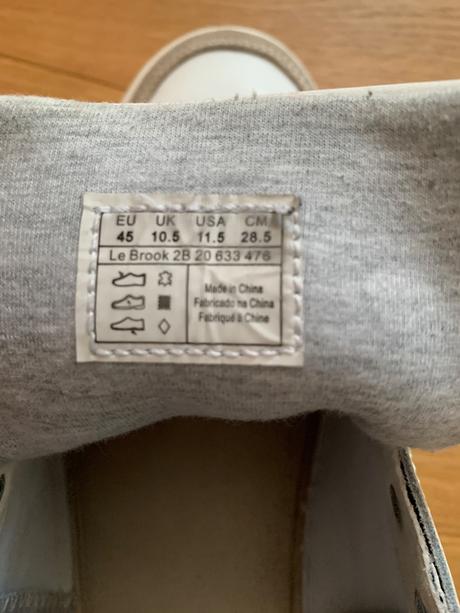 EU UK USA CM
45 10.5 11.5 28.5
Le Brook 2B 20 633 476
Made in China
Fabricado na China
Fabriqué à Chine